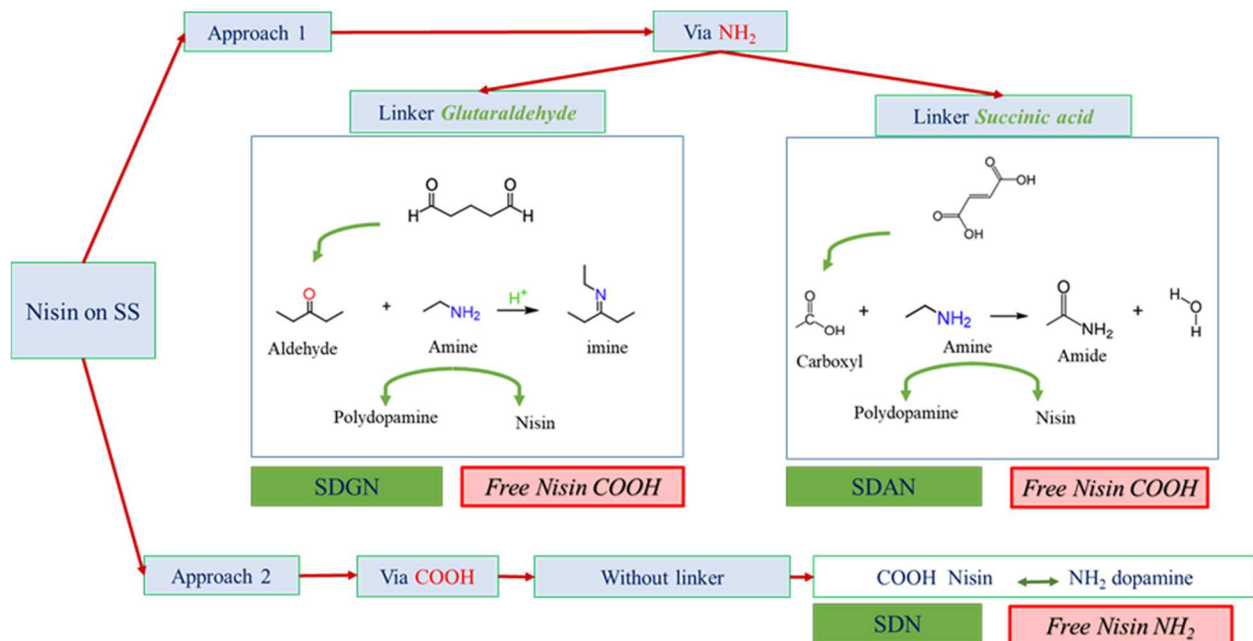 Approach 1
Via NH₂
Linker Glutaraldehyde
Linker Succinic acid
O
O
H
H
O
OH
O
OH
Nisin on SS
O
+
NH₂
H⁺
N
Aldehyde
Amine
imine
O
C
OH
+
NH₂
O
NH₂
+
H
O
H
Carboxyl
Amine
Amide
Polydopamine
Nisin
Polydopamine
Nisin
SDGN
Free Nisin COOH
SDAN
Free Nisin COOH
Approach 2
Via COOH
Without linker
COOH Nisin
NH₂ dopamine
SDN
Free Nisin NH₂